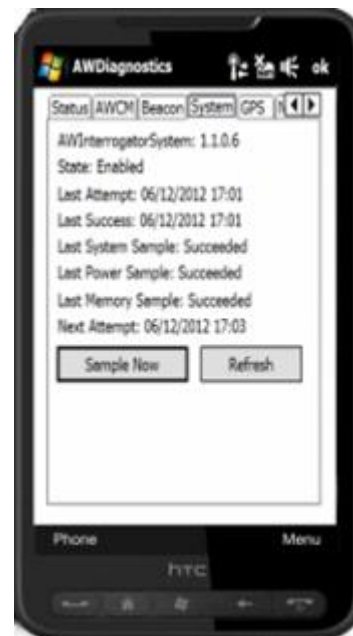 AWDiagnostics ok
Status AWCM Beacon System GPS
AWInterrogatorSystem: 1.1.0.6
State: Enabled
Last Attempt: 06/12/2012 17:01
Last Success: 06/12/2012 17:01
Last System Sample: Succeeded
Last Power Sample: Succeeded
Last Memory Sample: Succeeded
Next Attempt: 06/12/2012 17:03
Sample Now Refresh
Phone Menu
hTC